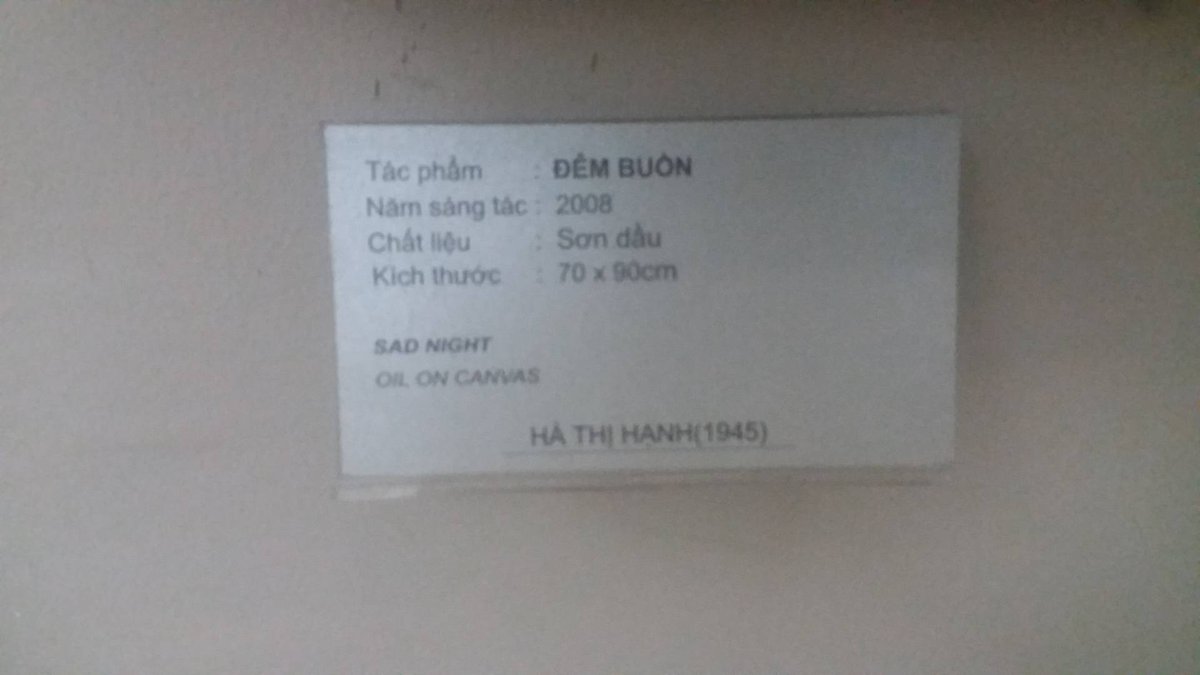 Tác phẩm : ĐÊM BUỒN
Năm sáng tác : 2008
Chất liệu : Sơn dầu
Kích thước : 70 x 90cm
SAD NIGHT
OIL ON CANVAS
HÀ THỊ HẠNH(1945)